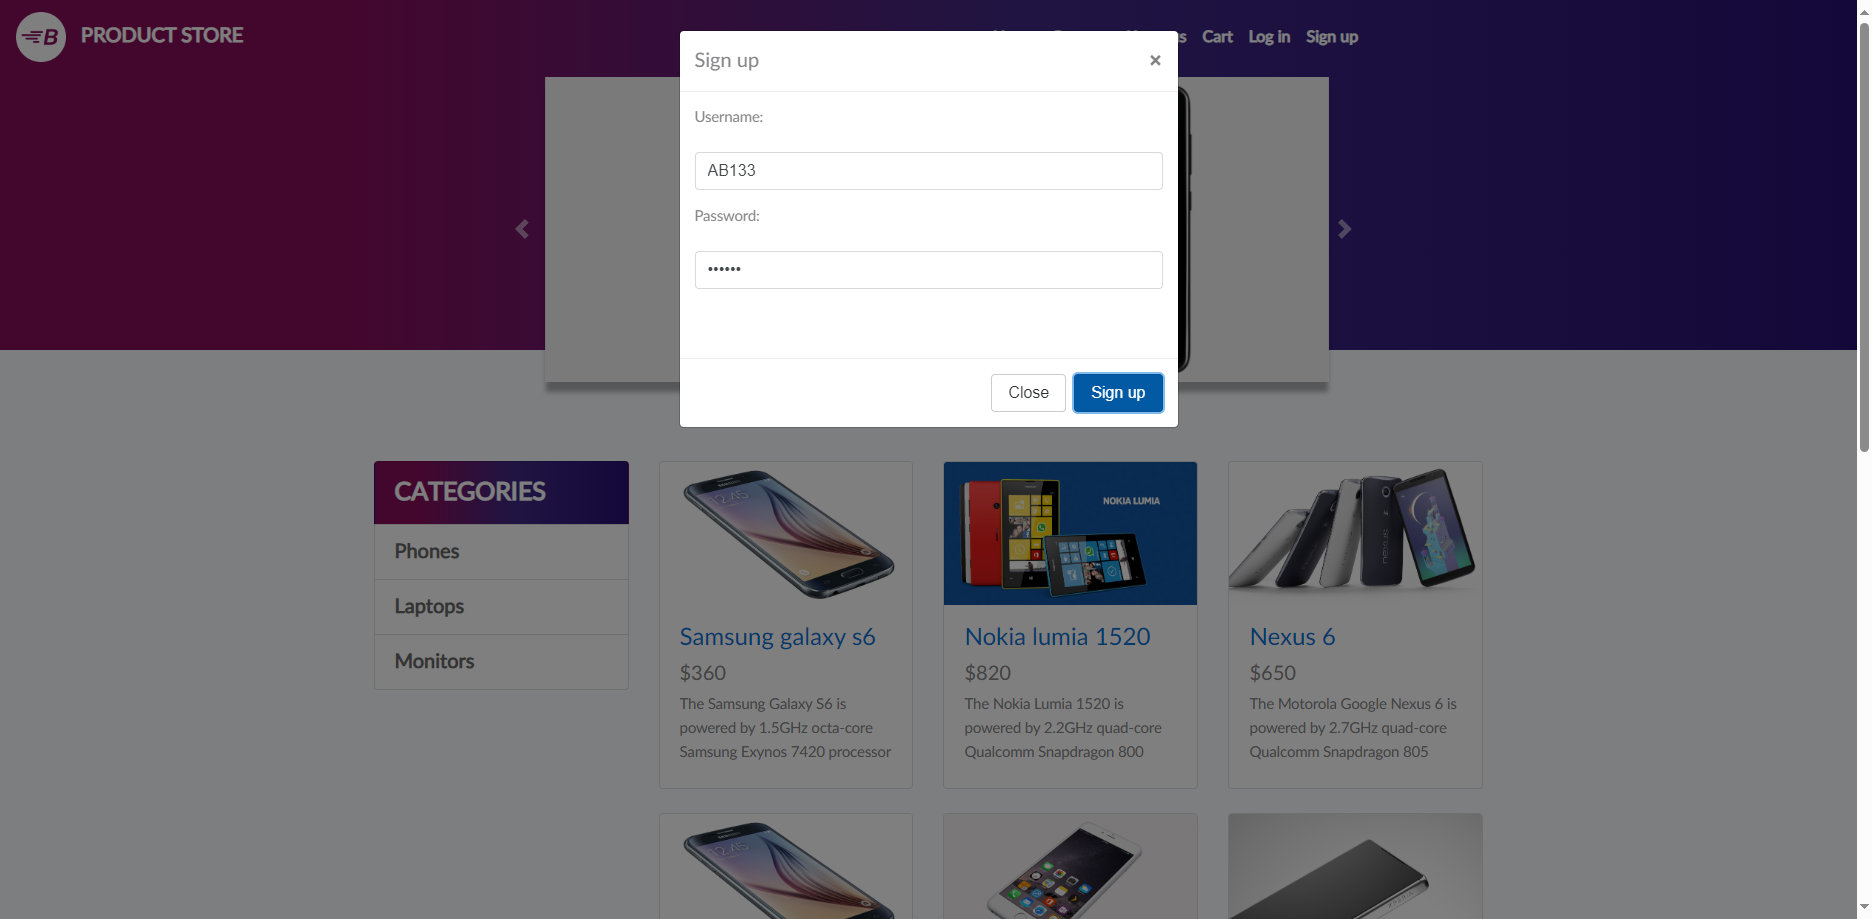 B PRODUCT STORE
Cart Log in Sign up
Sign up ×
Username:
AB133
Password:
••••••
Close Sign up
CATEGORIES
Phones
Laptops
Monitors
NOKIA LUMIA
Samsung galaxy s6
$360
The Samsung Galaxy S6 is
powered by 1.5GHz octa-core
Samsung Exynos 7420 processor
Nokia lumia 1520
$820
The Nokia Lumia 1520 is
powered by 2.2GHz quad-core
Qualcomm Snapdragon 800
Nexus 6
$650
The Motorola Google Nexus 6 is
powered by 2.7GHz quad-core
Qualcomm Snapdragon 805
12:45